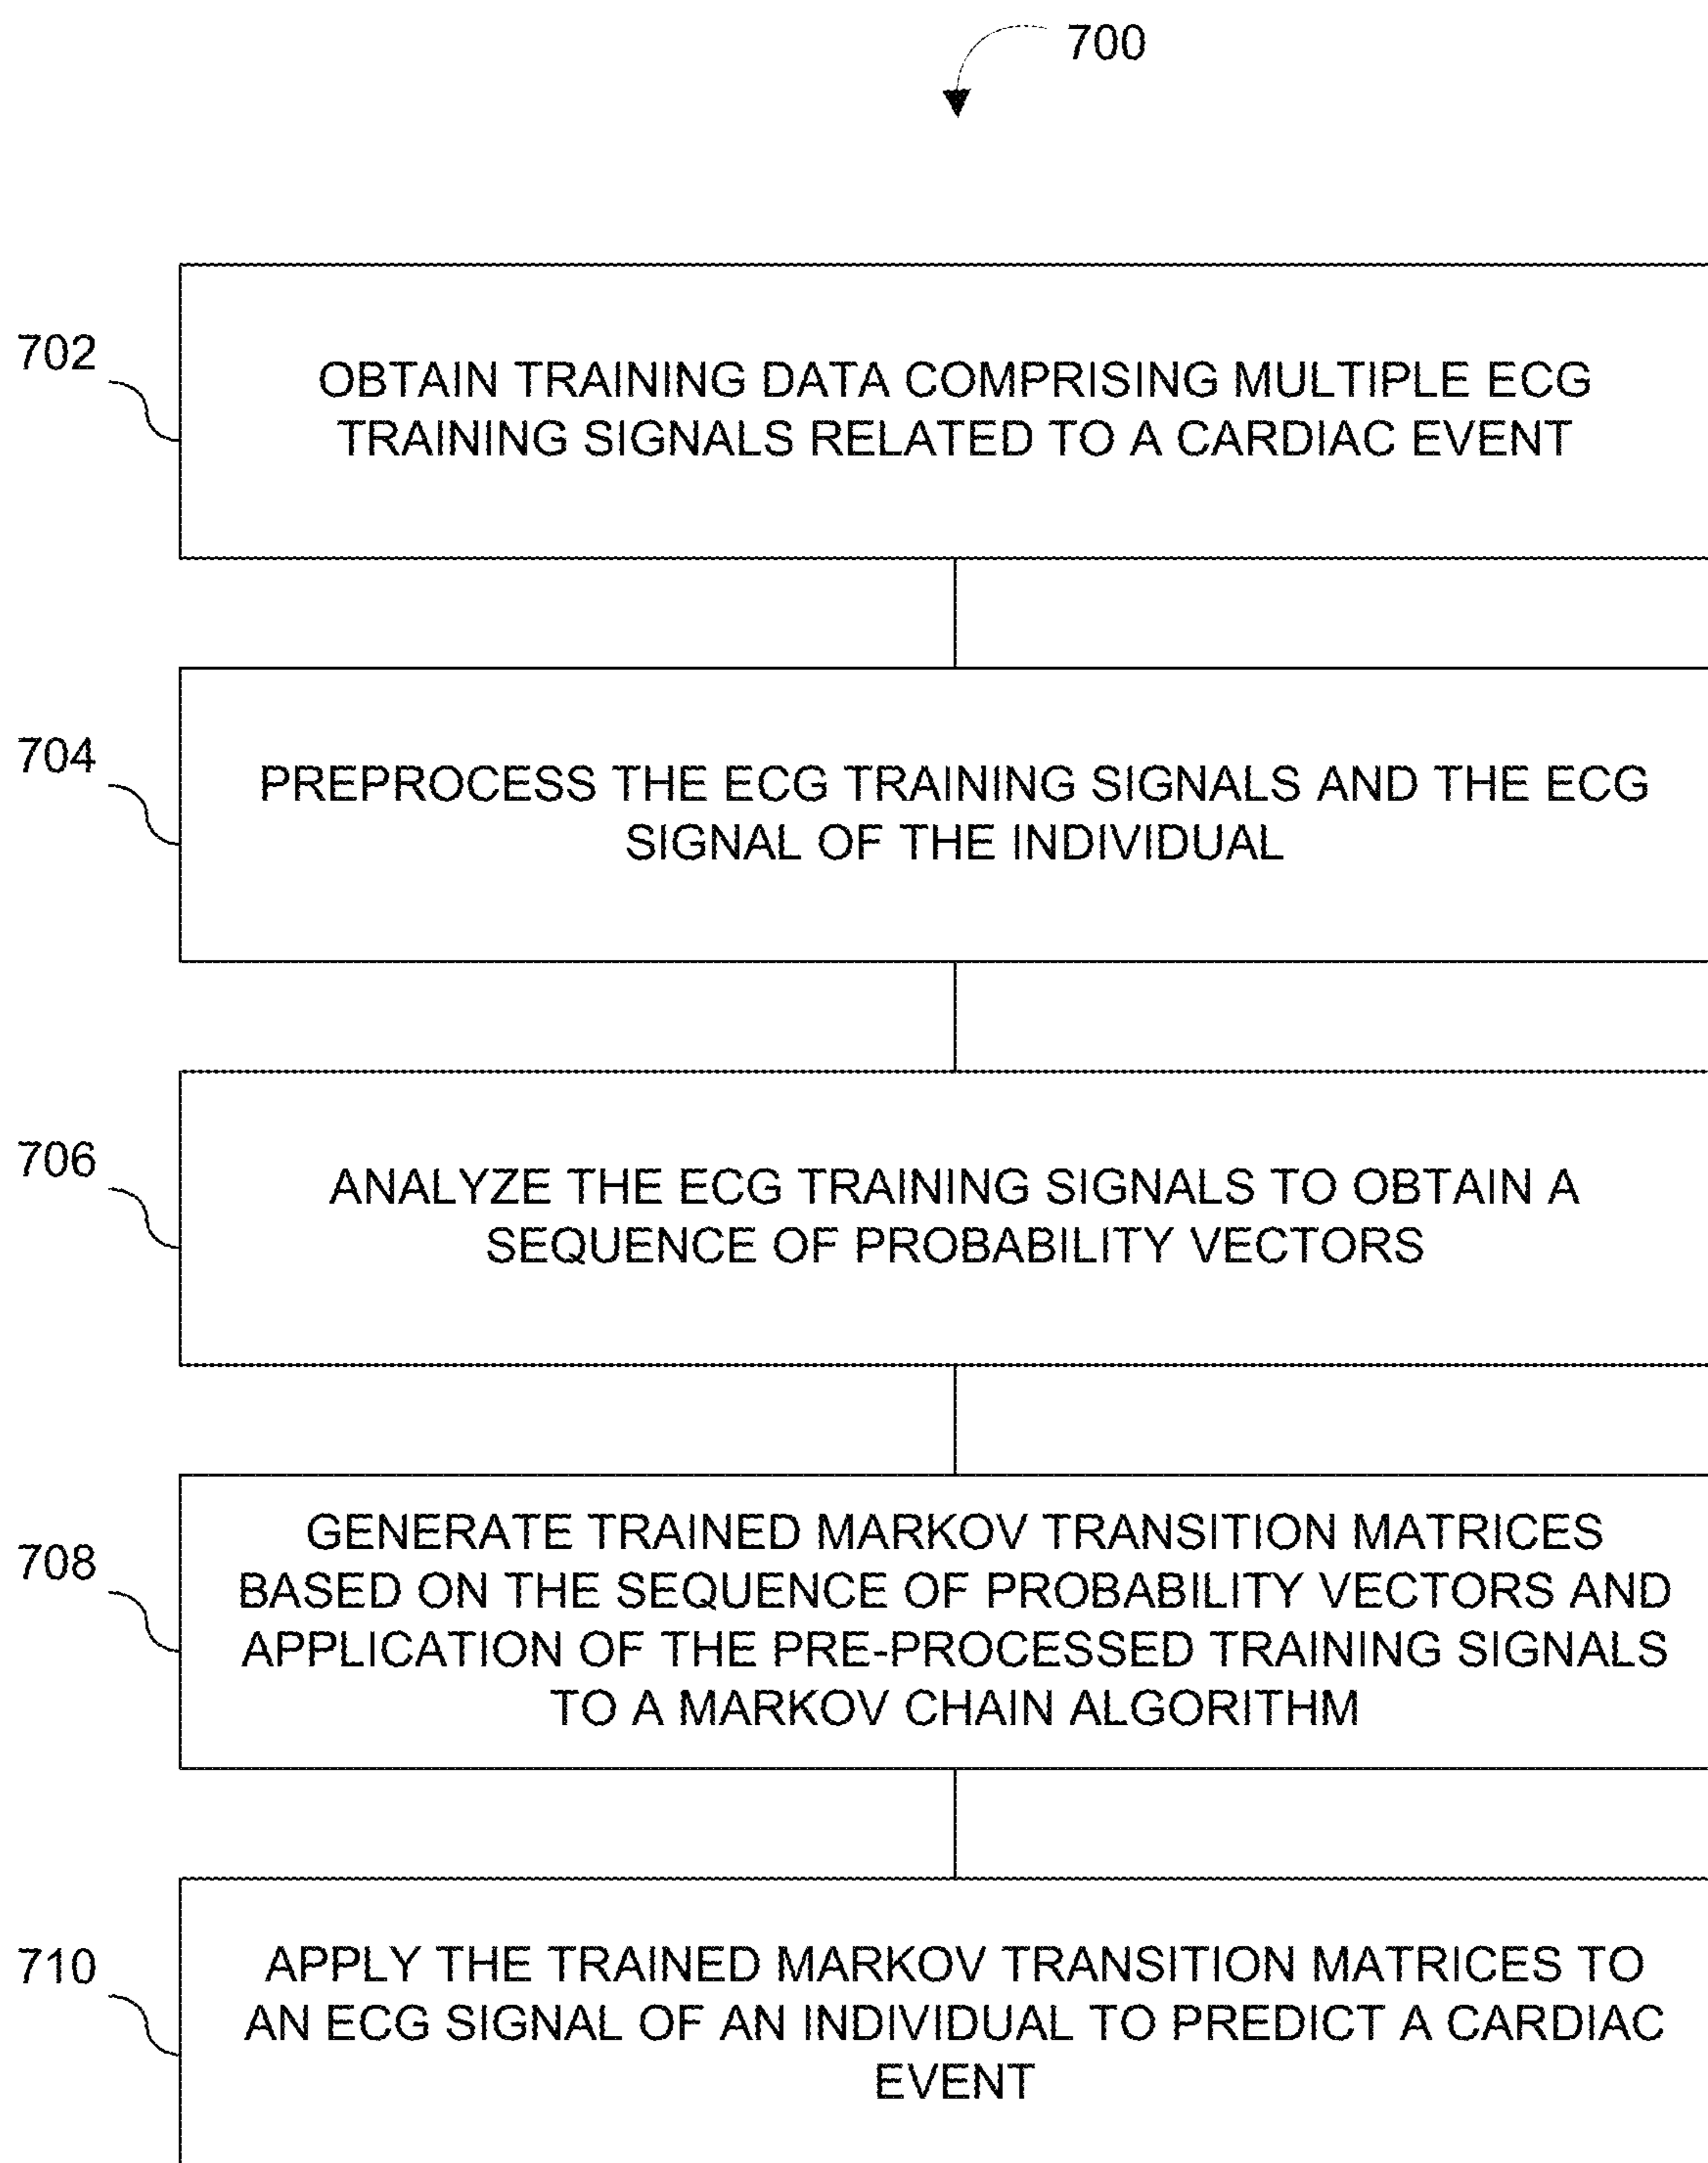 700
702
OBTAIN TRAINING DATA COMPRISING MULTIPLE ECG
TRAINING SIGNALS RELATED TO A CARDIAC EVENT
704
PREPROCESS THE ECG TRAINING SIGNALS AND THE ECG
SIGNAL OF THE INDIVIDUAL
706
ANALYZE THE ECG TRAINING SIGNALS TO OBTAIN A
SEQUENCE OF PROBABILITY VECTORS
708
GENERATE TRAINED MARKOV TRANSITION MATRICES
BASED ON THE SEQUENCE OF PROBABILITY VECTORS AND
APPLICATION OF THE PRE-PROCESSED TRAINING SIGNALS
TO A MARKOV CHAIN ALGORITHM
710
APPLY THE TRAINED MARKOV TRANSITION MATRICES TO
AN ECG SIGNAL OF AN INDIVIDUAL TO PREDICT A CARDIAC
EVENT